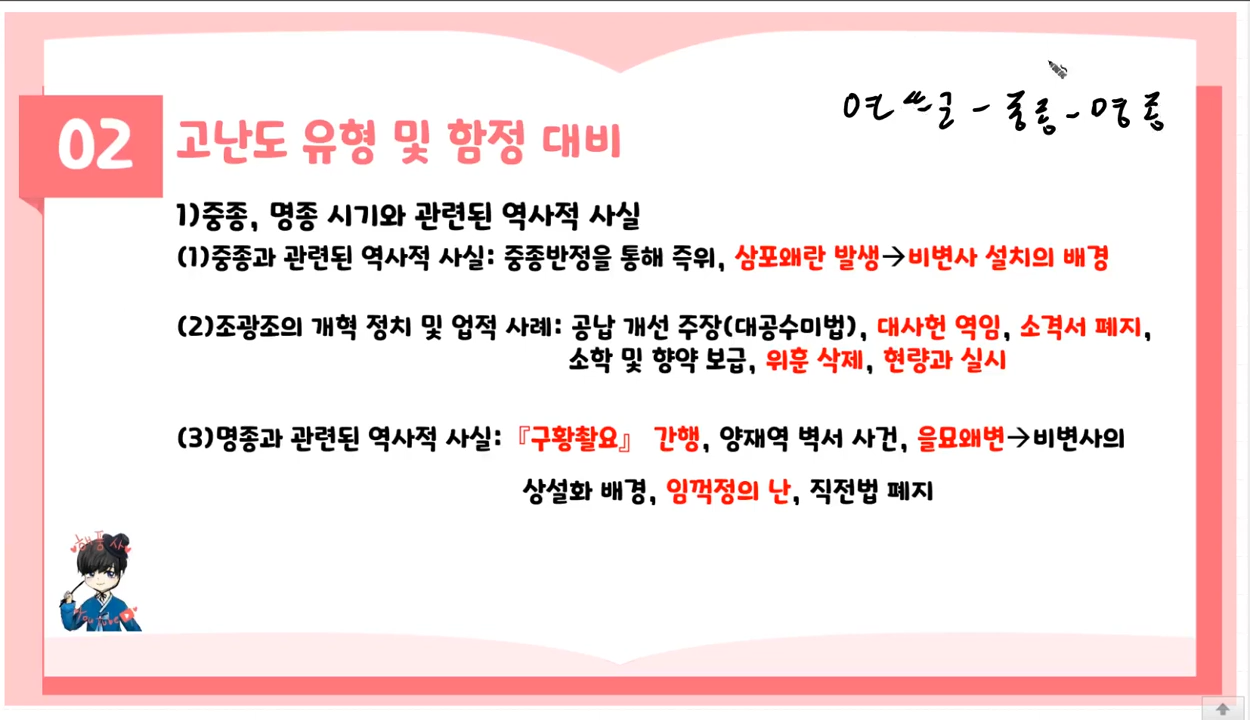 연쓰글 - 중종 - 명종
02 고난도 유형 및 함정 대비
1)중종, 명종 시기와 관련된 역사적 사실
(1)중종과 관련된 역사적 사실: 중종반정을 통해 즉위, 삼포왜란 발생→비변사 설치의 배경
(2)조광조의 개혁 정치 및 업적 사례: 공납 개선 주장(대공수미법), 대사헌 역임, 소격서 폐지,
소학 및 향약 보급, 위훈 삭제, 현량과 실시
(3)명종과 관련된 역사적 사실: 『구황촬요』 간행, 양재역 벽서 사건, 을묘왜변→비변사의
상설화 배경, 임꺽정의 난, 직전법 폐지
해품사
YouTube